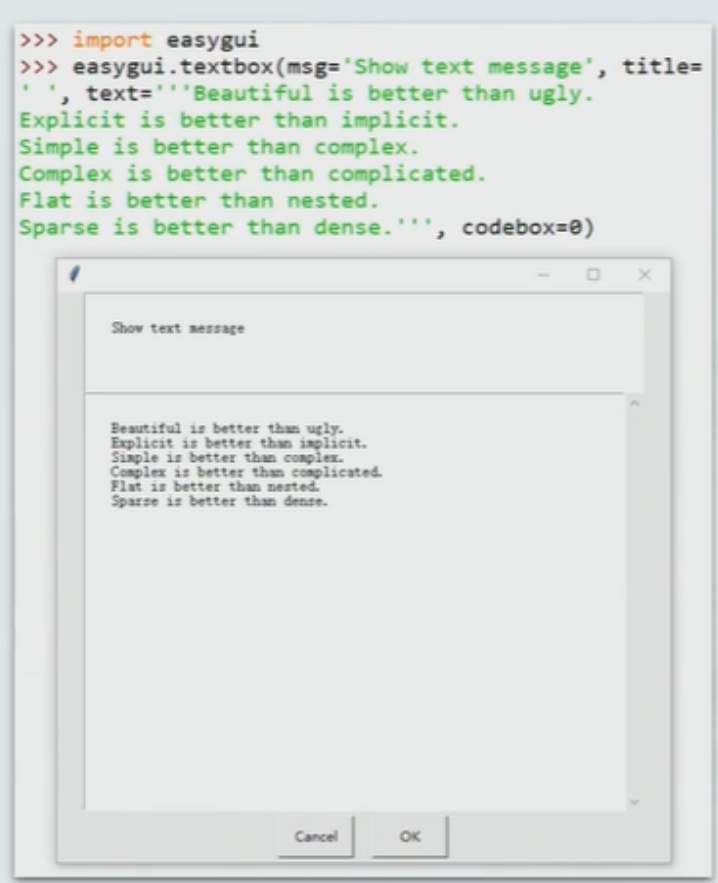 >>> import easygui
>>> easygui.textbox(msg='Show text message', title=
' ', text='''Beautiful is better than ugly.
Explicit is better than implicit.
Simple is better than complex.
Complex is better than complicated.
Flat is better than nested.
Sparse is better than dense.''', codebox=0)
Show text message
Beautiful is better than ugly.
Explicit is better than implicit.
Simple is better than complex.
Complex is better than complicated.
Flat is better than nested.
Sparse is better than dense.
Cancel OK